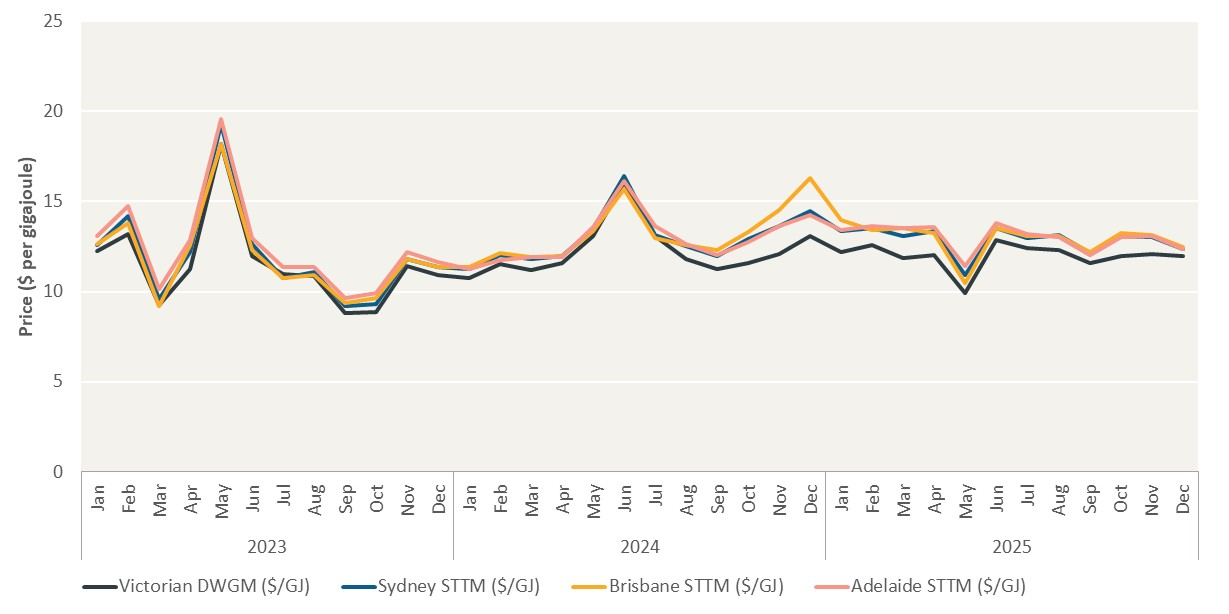 25
20
15
10
5
0
Price ($ per gigajoule)
Jan Feb Mar Apr May Jun Jul Aug Sep Oct Nov Dec Jan Feb Mar Apr May Jun Jul Aug Sep Oct Nov Dec Jan Feb Mar Apr May Jun Jul Aug Sep Oct Nov Dec
2023 2024 2025
Victorian DWGM ($/GJ) Sydney STTM ($/GJ) Brisbane STTM ($/GJ) Adelaide STTM ($/GJ)